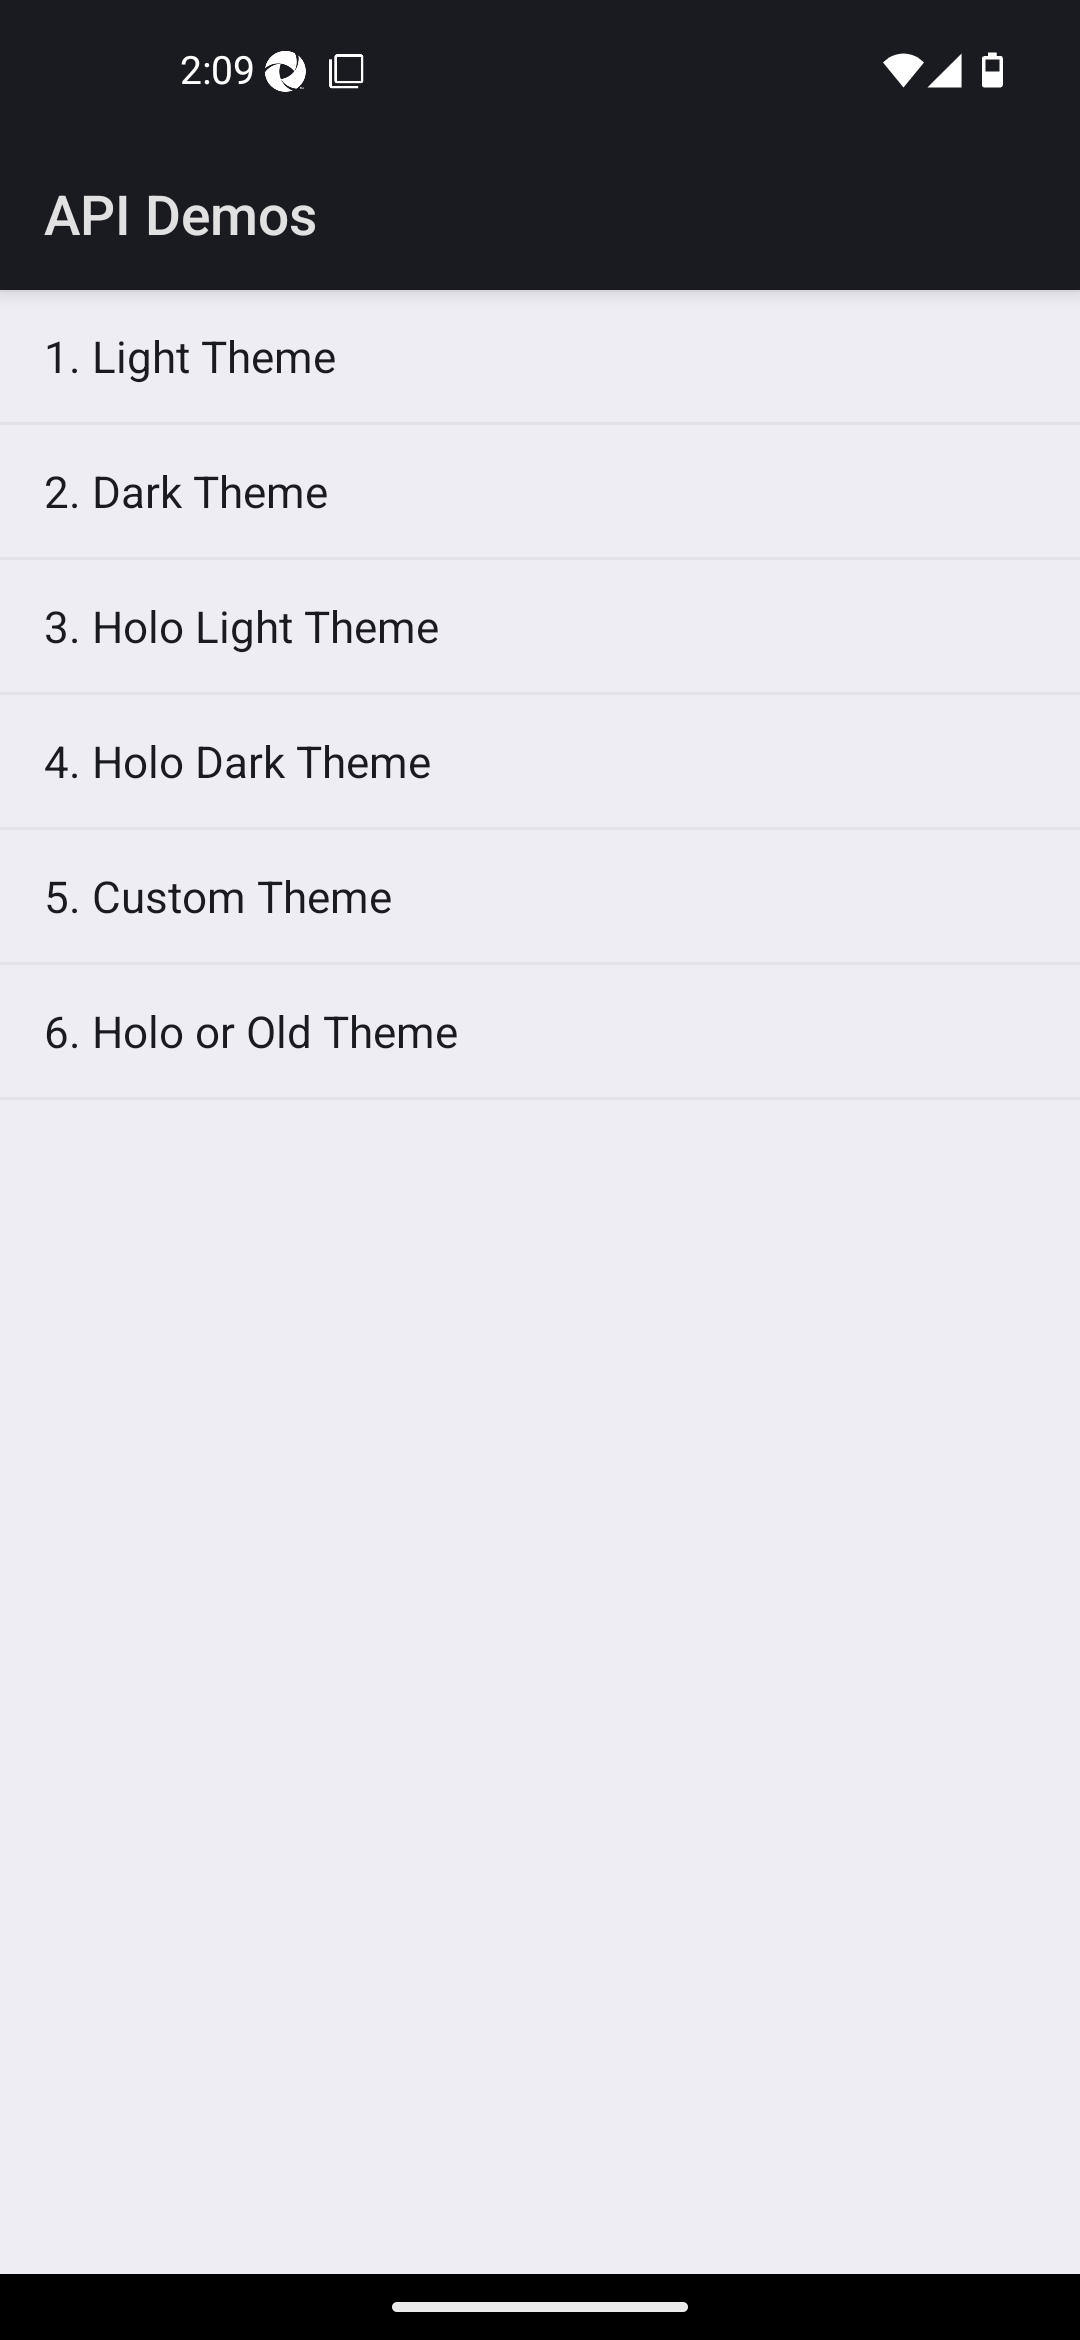 2:09
API Demos
1. Light Theme
2. Dark Theme
3. Holo Light Theme
4. Holo Dark Theme
5. Custom Theme
6. Holo or Old Theme